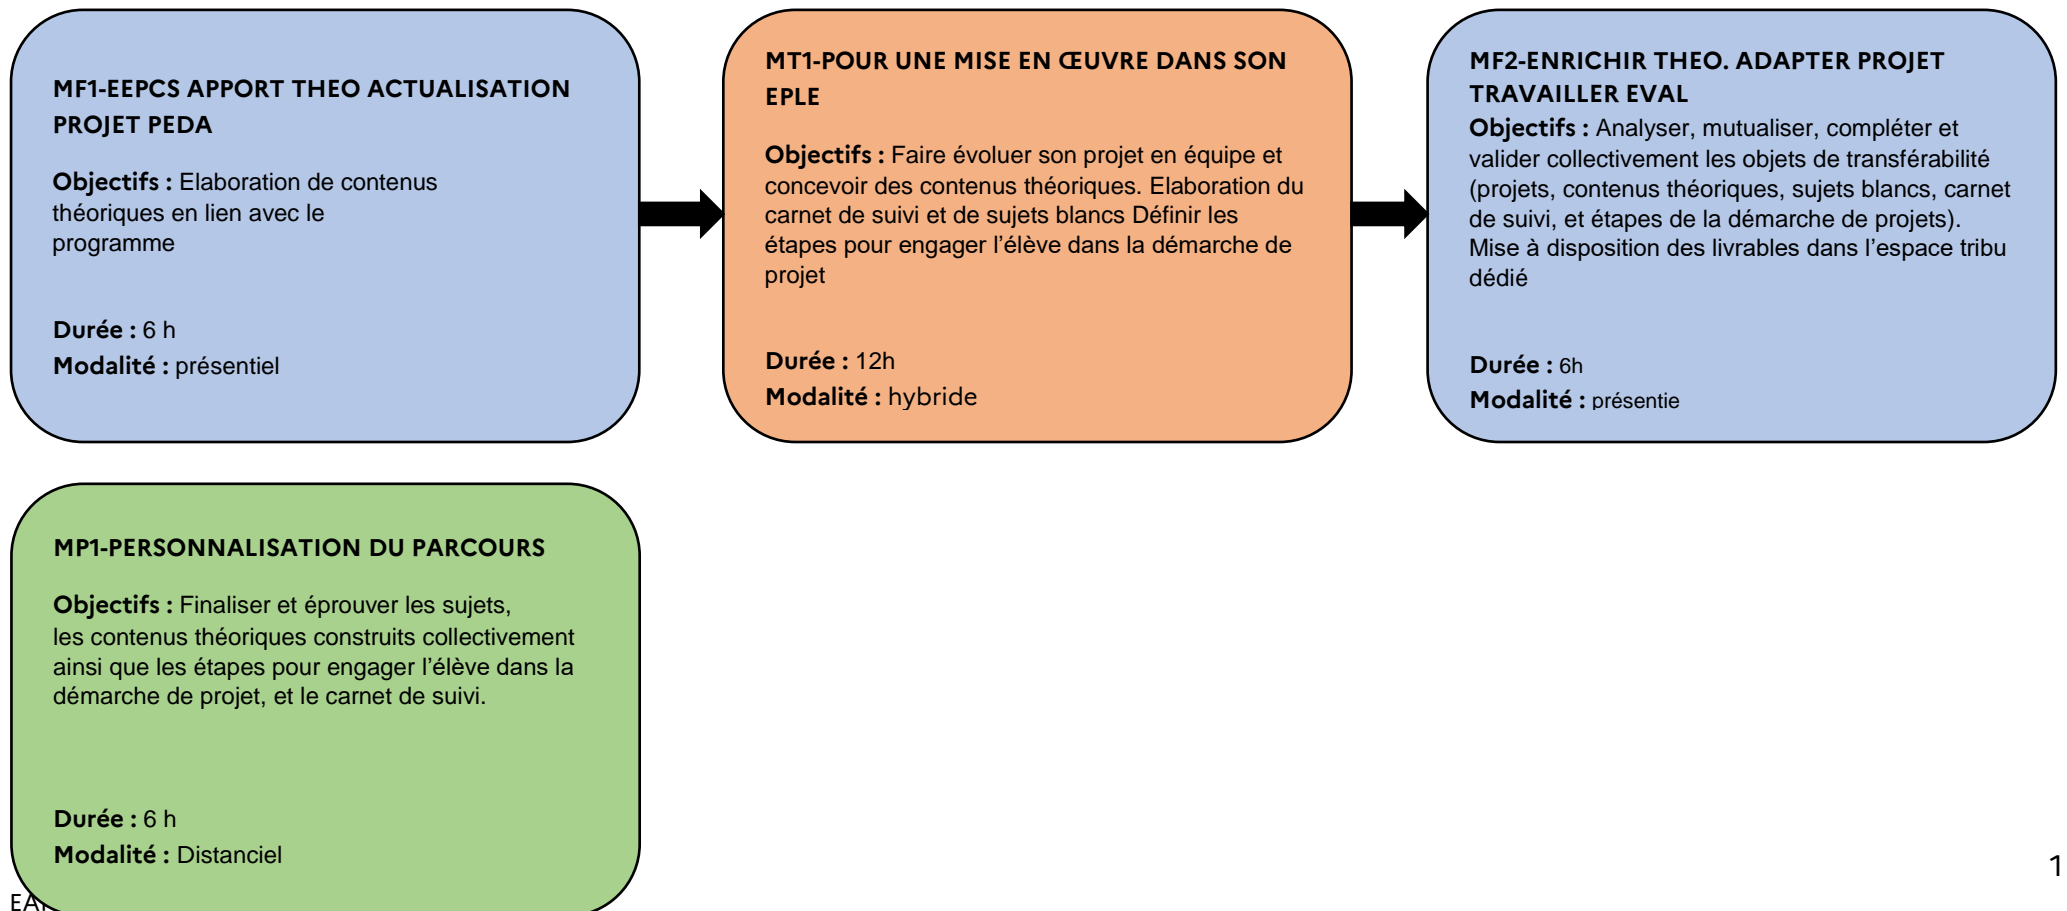 MF1-EEPCS APPORT THEO ACTUALISATION
PROJET PEDA
Objectifs : Elaboration de contenus
théoriques en lien avec le
programme
Durée : 6 h
Modalité : présentiel
MT1-POUR UNE MISE EN ŒUVRE DANS SON
EPLE
Objectifs : Faire évoluer son projet en équipe et
concevoir des contenus théoriques. Elaboration du
carnet de suivi et de sujets blancs Définir les
étapes pour engager l’élève dans la démarche de
projet
Durée : 12h
Modalité : hybride
MF2-ENRICHIR THEO. ADAPTER PROJET
TRAVAILLER EVAL
Objectifs : Analyser, mutualiser, compléter et
valider collectivement les objets de transférabilité
(projets, contenus théoriques, sujets blancs, carnet
de suivi, et étapes de la démarche de projets).
Mise à disposition des livrables dans l’espace tribu
dédié
Durée : 6h
Modalité : présentie
MP1-PERSONNALISATION DU PARCOURS
Objectifs : Finaliser et éprouver les sujets,
les contenus théoriques construits collectivement
ainsi que les étapes pour engager l’élève dans la
démarche de projet, et le carnet de suivi.
Durée : 6 h
Modalité : Distanciel
1